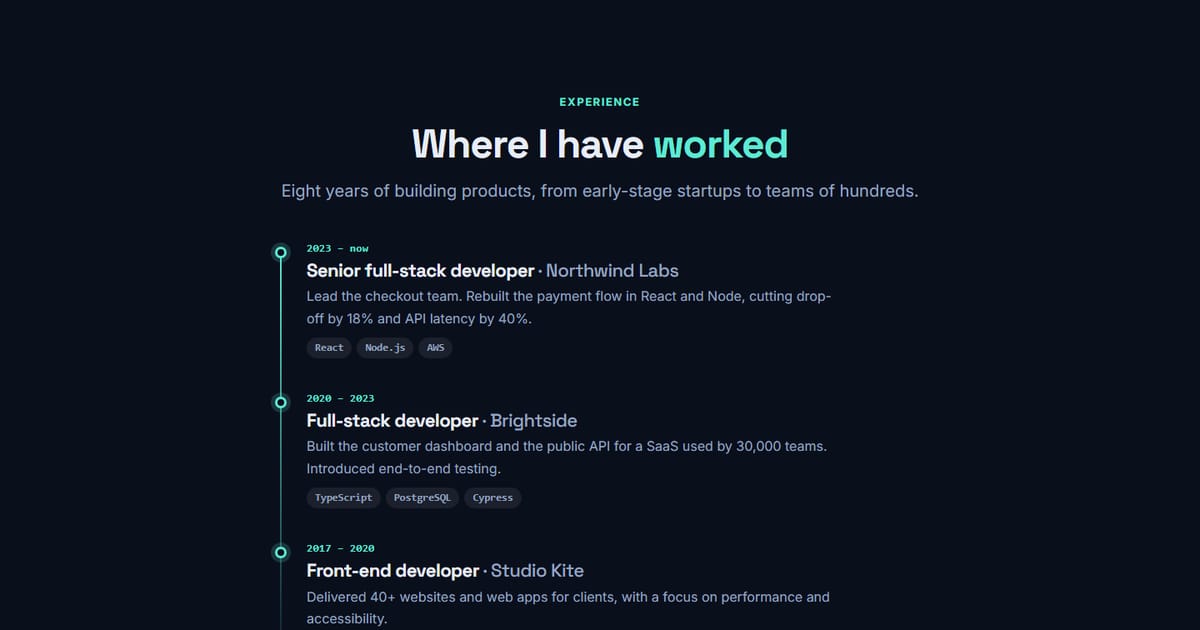 EXPERIENCE
Where I have worked
Eight years of building products, from early-stage startups to teams of hundreds.
2023 – now
Senior full-stack developer · Northwind Labs
Lead the checkout team. Rebuilt the payment flow in React and Node, cutting drop-
off by 18% and API latency by 40%.
React Node.js AWS
2020 – 2023
Full-stack developer · Brightside
Built the customer dashboard and the public API for a SaaS used by 30,000 teams.
Introduced end-to-end testing.
TypeScript PostgreSQL Cypress
2017 – 2020
Front-end developer · Studio Kite
Delivered 40+ websites and web apps for clients, with a focus on performance and
accessibility.